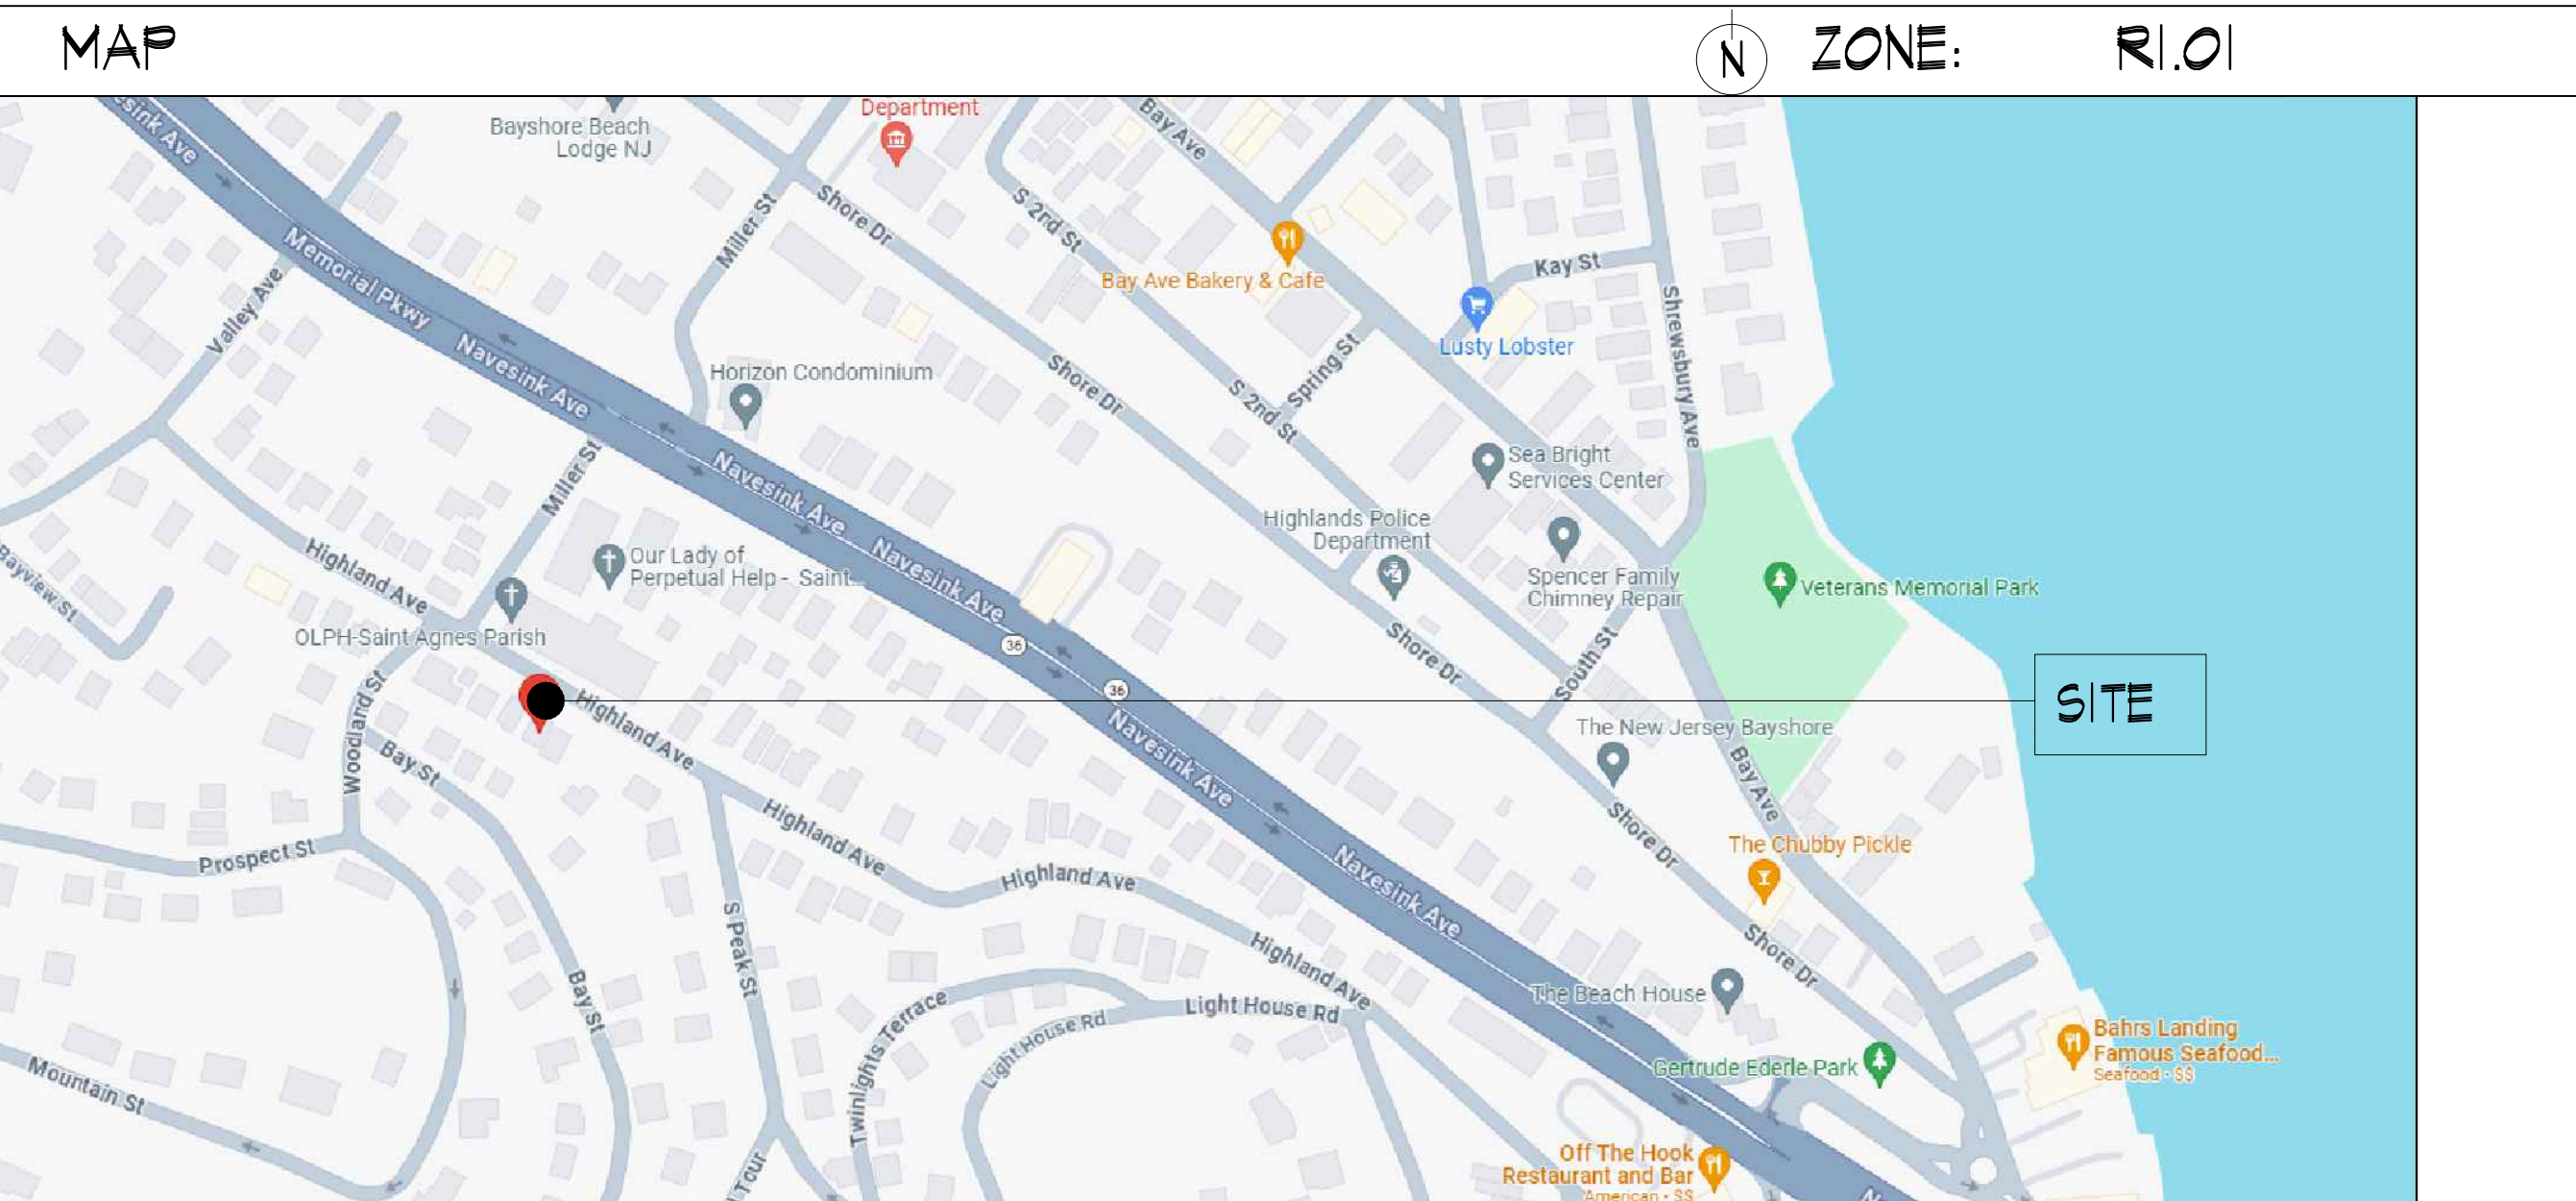 MAP
N
ZONE:
R1.01
esink Ave
Bayshore Beach
Lodge NJ
Department
Bay Ave
Miller St
Shore Dr
S 2nd St
Memorial Pkwy
Valley Ave
Bay Ave Bakery & Cafe
Kay St
Shrewsbury Ave
Lusty Lobster
Navesink Ave
Horizon Condominium
Shore Dr
S 2nd St
Spring St
Miller St
Navesink Ave
Sea Bright
Services Center
Highlands Police
Department
Highland Ave
Our Lady of
Perpetual Help - Saint...
Navesink Ave
Spencer Family
Chimney Repair
Veterans Memorial Park
Bayview St
OLPH-Saint Agnes Parish
36
Shore Dr
South St
36
SITE
Woodland St
Highland Ave
Bay St
Navesink Ave
The New Jersey Bayshore
Bay Ave
Prospect St
Highland Ave
Highland Ave
Navesink Ave
Shore Dr
The Chubby Pickle
S Peak St
Highland Ave
Shore Dr
Bay St
Twinlights Terrace
Light House Rd
Light House Rd
The Beach House
Bahrs Landing
Famous Seafood...
Seafood · $$
Gertrude Ederle Park
Mountain St
Off The Hook
Restaurant and Bar
American · $$
Tour
N